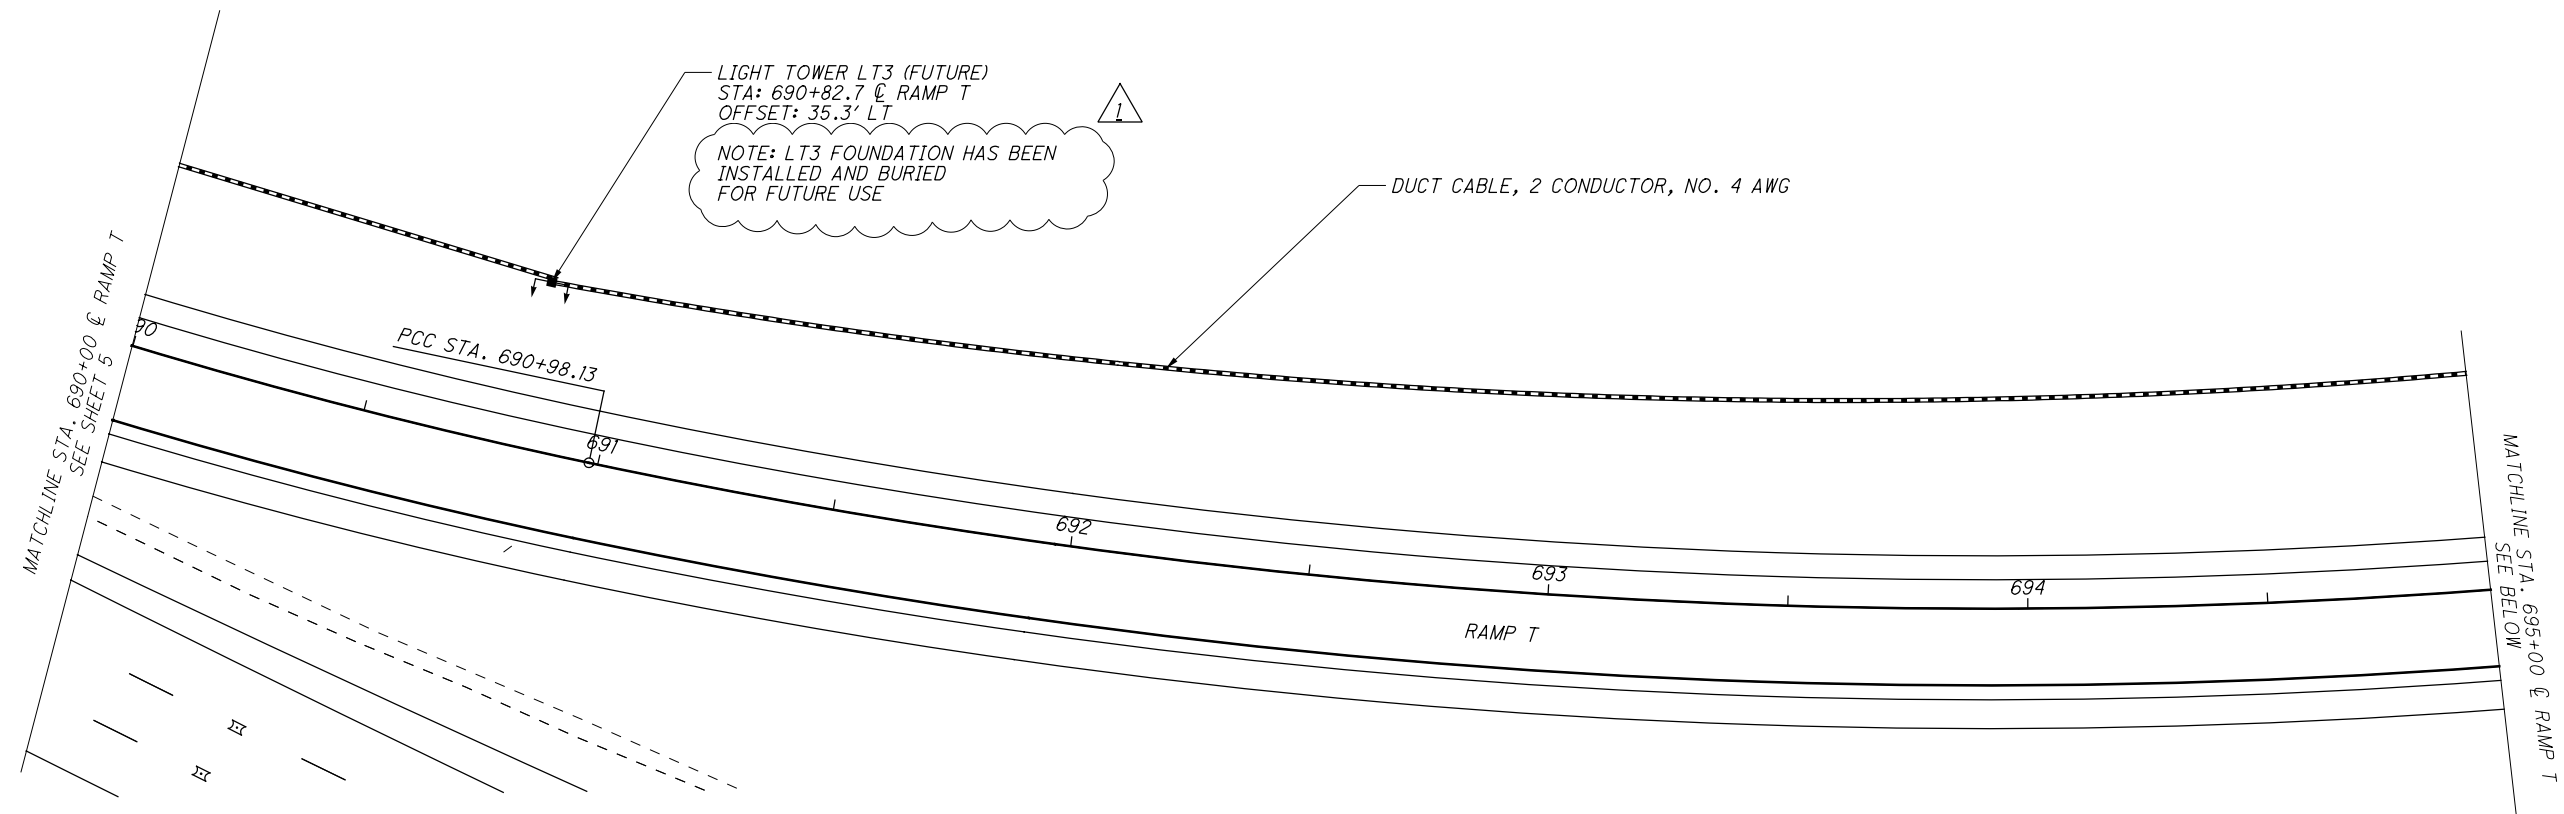 LIGHT TOWER LT3 (FUTURE)
STA: 690+82.7 ℄ RAMP T
OFFSET: 35.3' LT
1
NOTE: LT3 FOUNDATION HAS BEEN
INSTALLED AND BURIED
FOR FUTURE USE
DUCT CABLE, 2 CONDUCTOR, NO. 4 AWG
MATCHLINE STA. 690+00 ℄ RAMP T
SEE SHEET 5
90
PCC STA. 690+98.13
691
692
693
694
RAMP T
MATCHLINE STA. 695+00 ℄ RAMP T
SEE BELOW